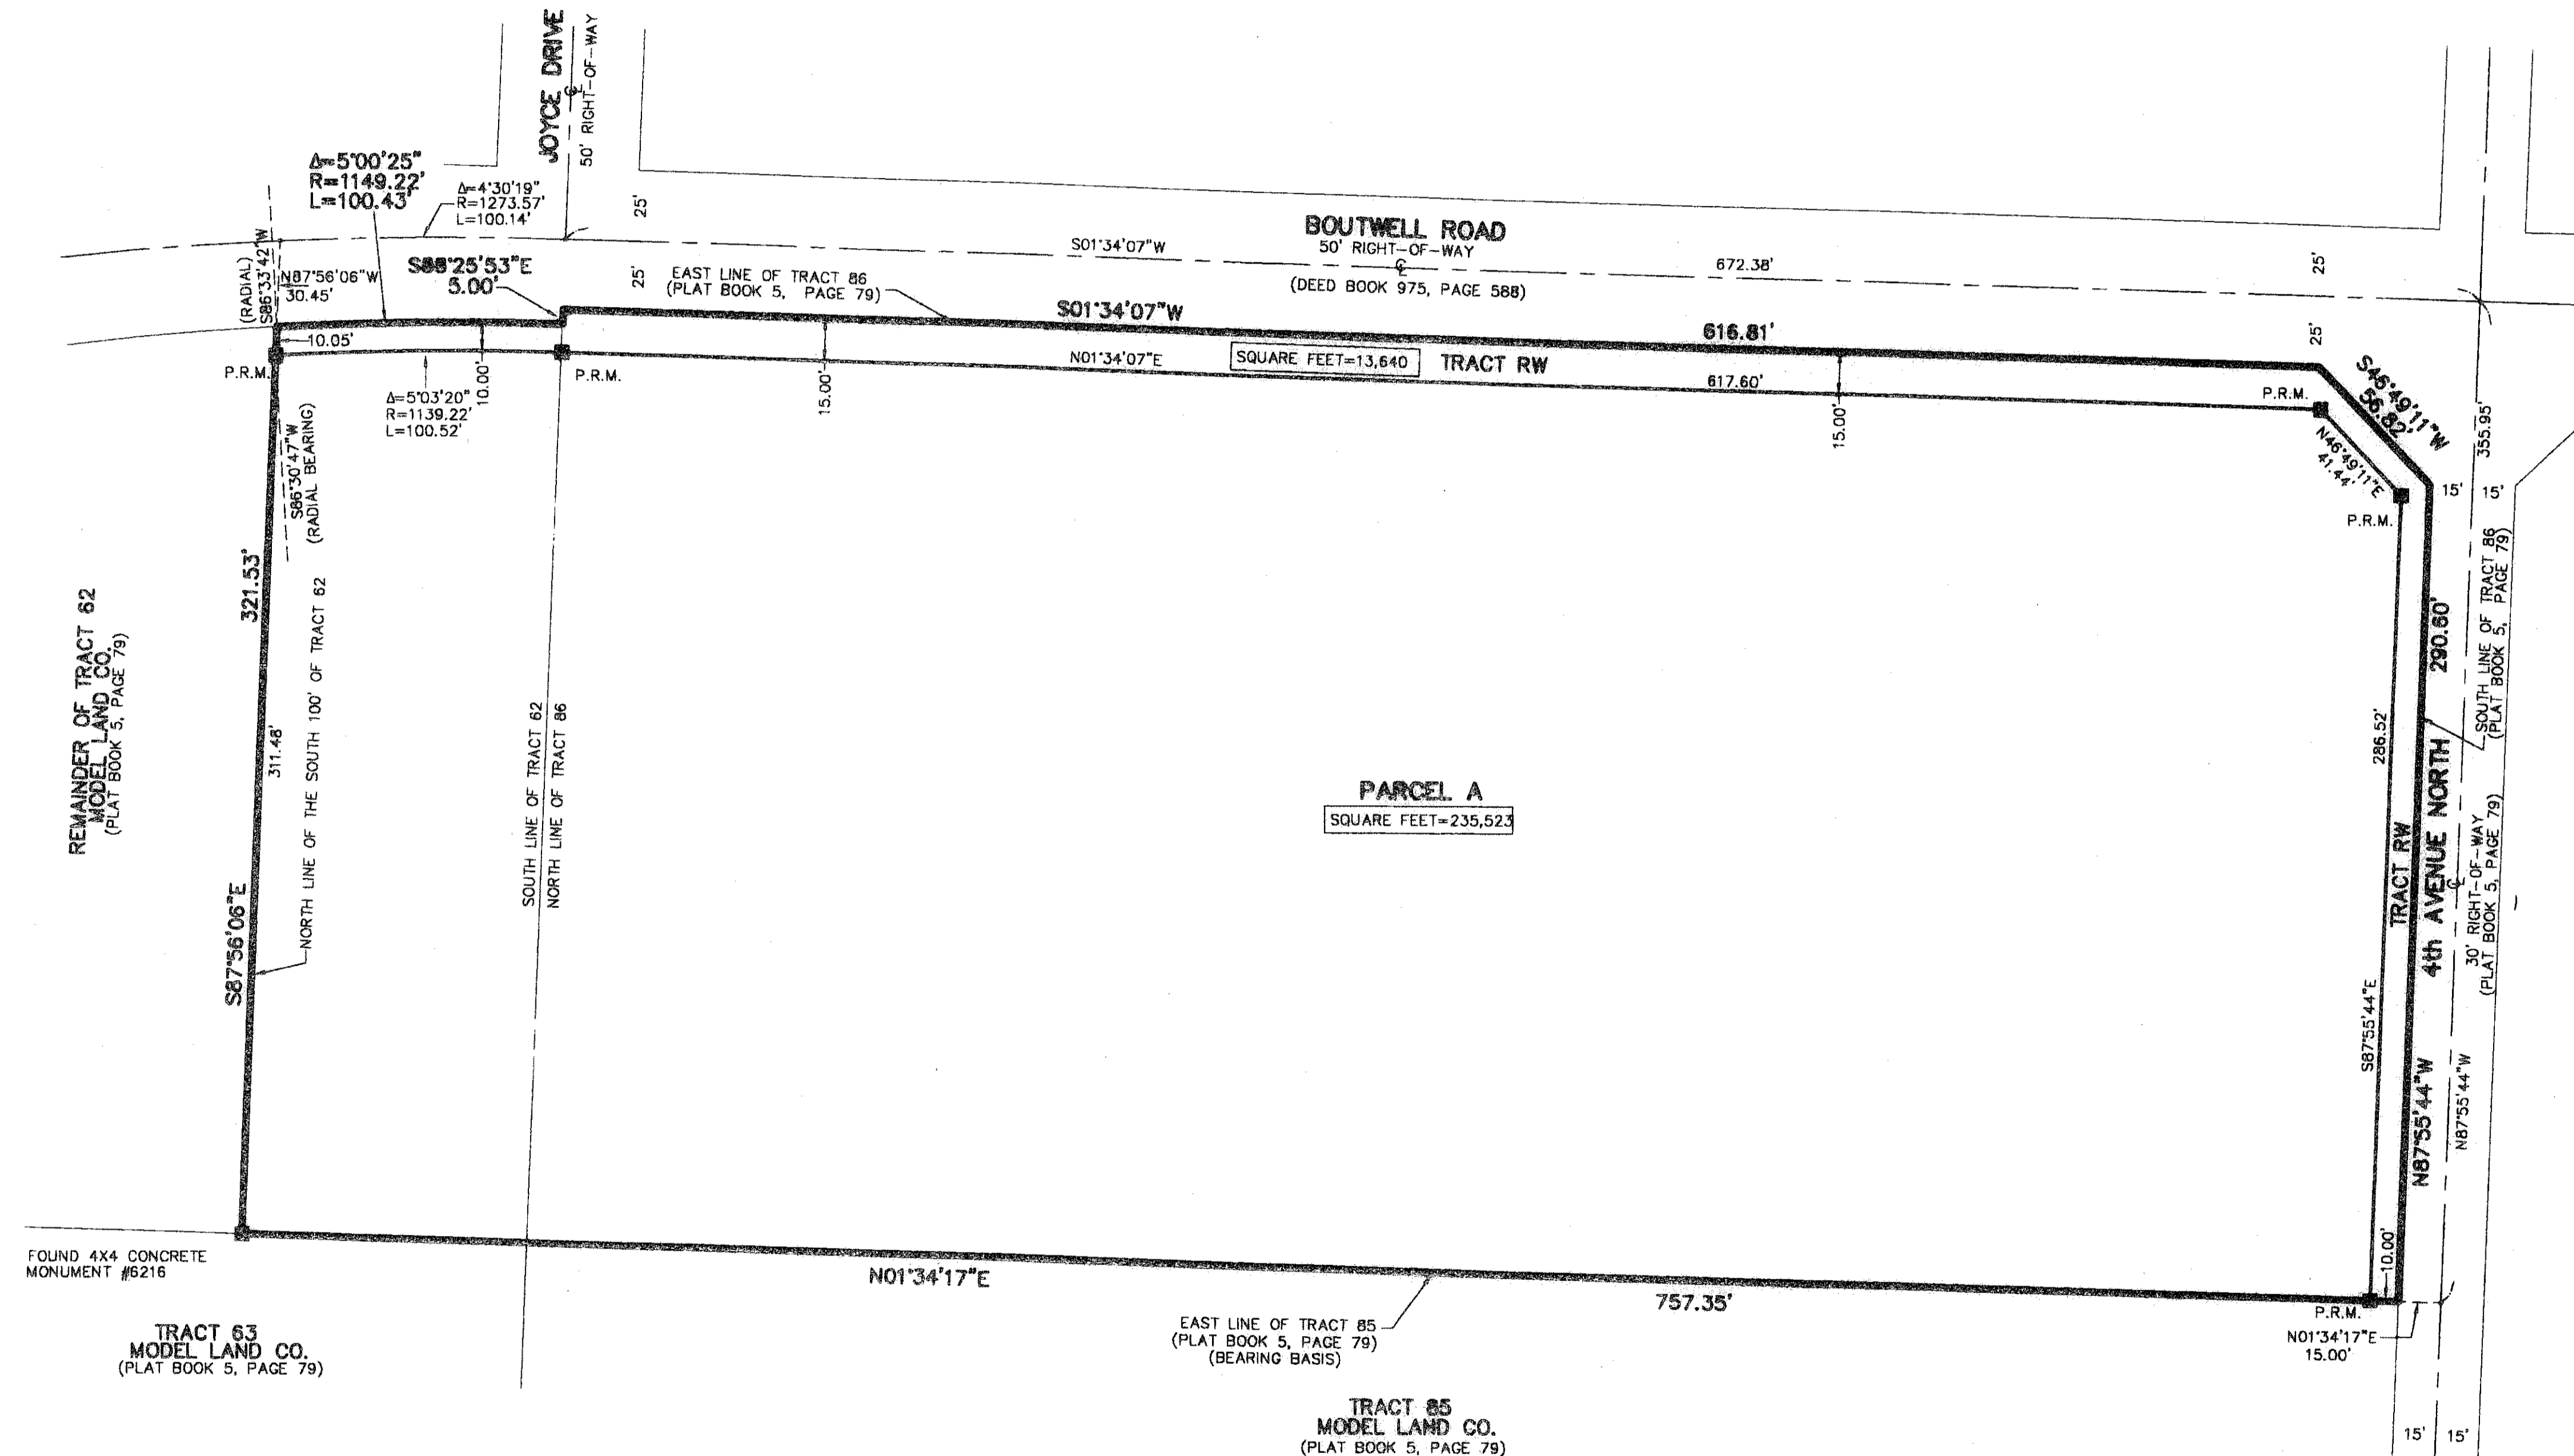 JOYCE DRIVE
50' RIGHT-OF-WAY
Δ=5°00'25"
R=1149.22'
L=100.43'
Δ=4°30'19"
R=1273.57'
L=100.14'
25'
BOUTWELL ROAD
50' RIGHT-OF-WAY
℄
S01°34'07"W
672.38'
(DEED BOOK 975, PAGE 588)
25'
25'
25'
(RADIAL)
S86°33'42"W
N87°56'06"W
30.45'
S88°25'53"E
5.00'
EAST LINE OF TRACT 86
(PLAT BOOK 5, PAGE 79)
S01°34'07"W
616.81'
10.05'
P.R.M.
P.R.M.
N01°34'07"E
SQUARE FEET=13,640
TRACT RW
617.60'
P.R.M.
S46°49'11"W
56.82'
N46°49'11"E
41.44'
355.95'
Δ=5°03'20"
R=1139.22'
L=100.52'
10.00'
15.00'
15.00'
15'
15'
P.R.M.
S86°30'47"W
(RADIAL BEARING)
321.53'
311.48'
S87°56'06"E
NORTH LINE OF THE SOUTH 100' OF TRACT 62
REMAINDER OF TRACT 62
MODEL LAND CO.
(PLAT BOOK 5, PAGE 79)
SOUTH LINE OF TRACT 62
NORTH LINE OF TRACT 86
PARCEL A
SQUARE FEET=235,523
290.60'
286.52'
SOUTH LINE OF TRACT 86
(PLAT BOOK 5, PAGE 79)
TRACT RW
4th AVENUE NORTH
℄
30' RIGHT-OF-WAY
(PLAT BOOK 5, PAGE 79)
S87°55'44"E
N87°55'44"W
N87°55'44"W
10.00'
FOUND 4X4 CONCRETE
MONUMENT #6216
N01°34'17"E
757.35'
P.R.M.
N01°34'17"E
15.00'
EAST LINE OF TRACT 85
(PLAT BOOK 5, PAGE 79)
(BEARING BASIS)
TRACT 63
MODEL LAND CO.
(PLAT BOOK 5, PAGE 79)
TRACT 85
MODEL LAND CO.
(PLAT BOOK 5, PAGE 79)
15'
15'